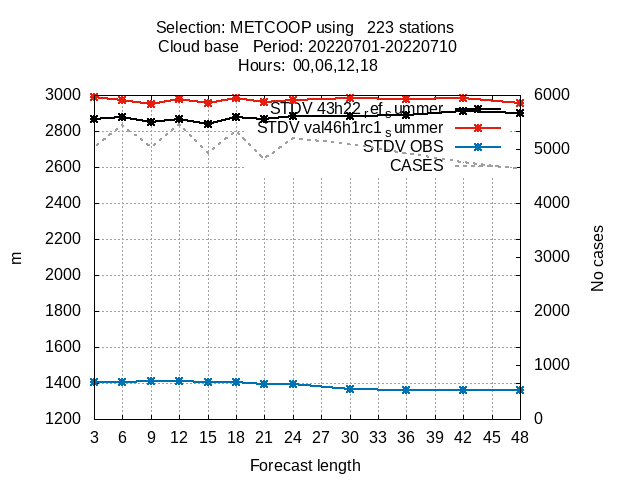 Selection: METCOOP using   223 stations
Cloud base   Period: 20220701-20220710
Hours:  00,06,12,18
3000
2800
2600
2400
2200
2000
1800
1600
1400
1200
6000
5000
4000
3000
2000
1000
0
m
No cases
STDV 43h22_ref_summer
STDV val46h1rc1_summer
STDV OBS
CASES
3 6 9 12 15 18 21 24 27 30 33 36 39 42 45 48
Forecast length